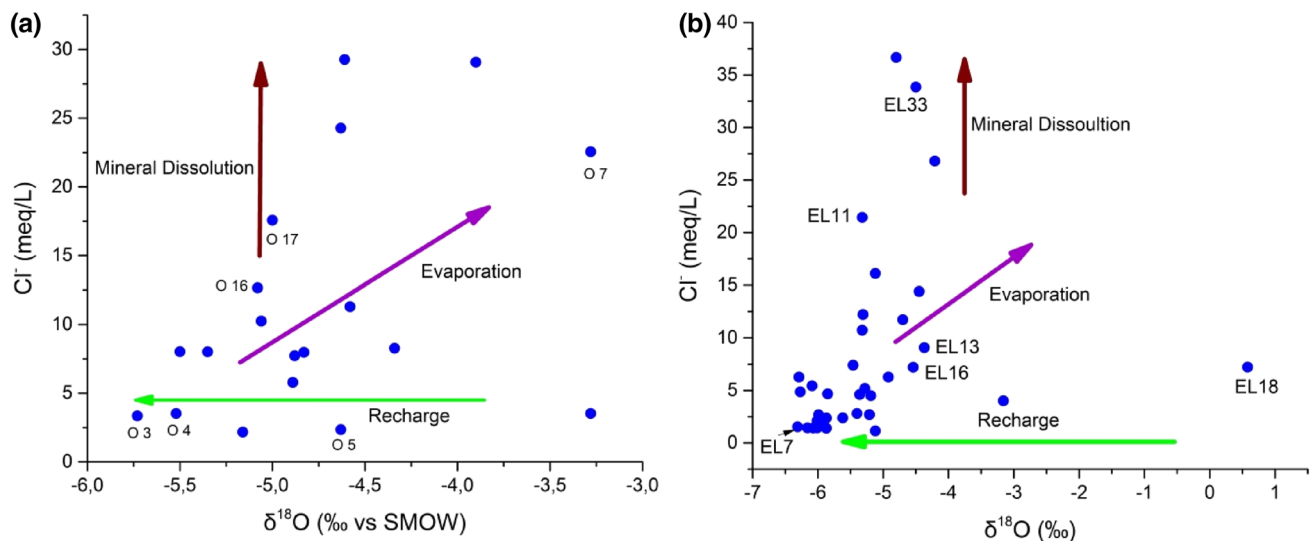 (a)
30
25
20
15
10
5
0
Cl⁻ (meq/L)
Mineral Dissolution
O 7
O 17
O 16
Evaporation
Recharge
O 3
O 4
O 5
-6,0
-5,5
-5,0
-4,5
-4,0
-3,5
-3,0
δ¹⁸O (‰ vs SMOW)
(b)
40
35
30
25
20
15
10
5
0
Cl⁻ (meq/L)
EL33
Mineral Dissoultion
EL11
Evaporation
EL13
EL16
EL18
Recharge
EL7
-7
-6
-5
-4
-3
-2
-1
0
1
δ¹⁸O (‰)